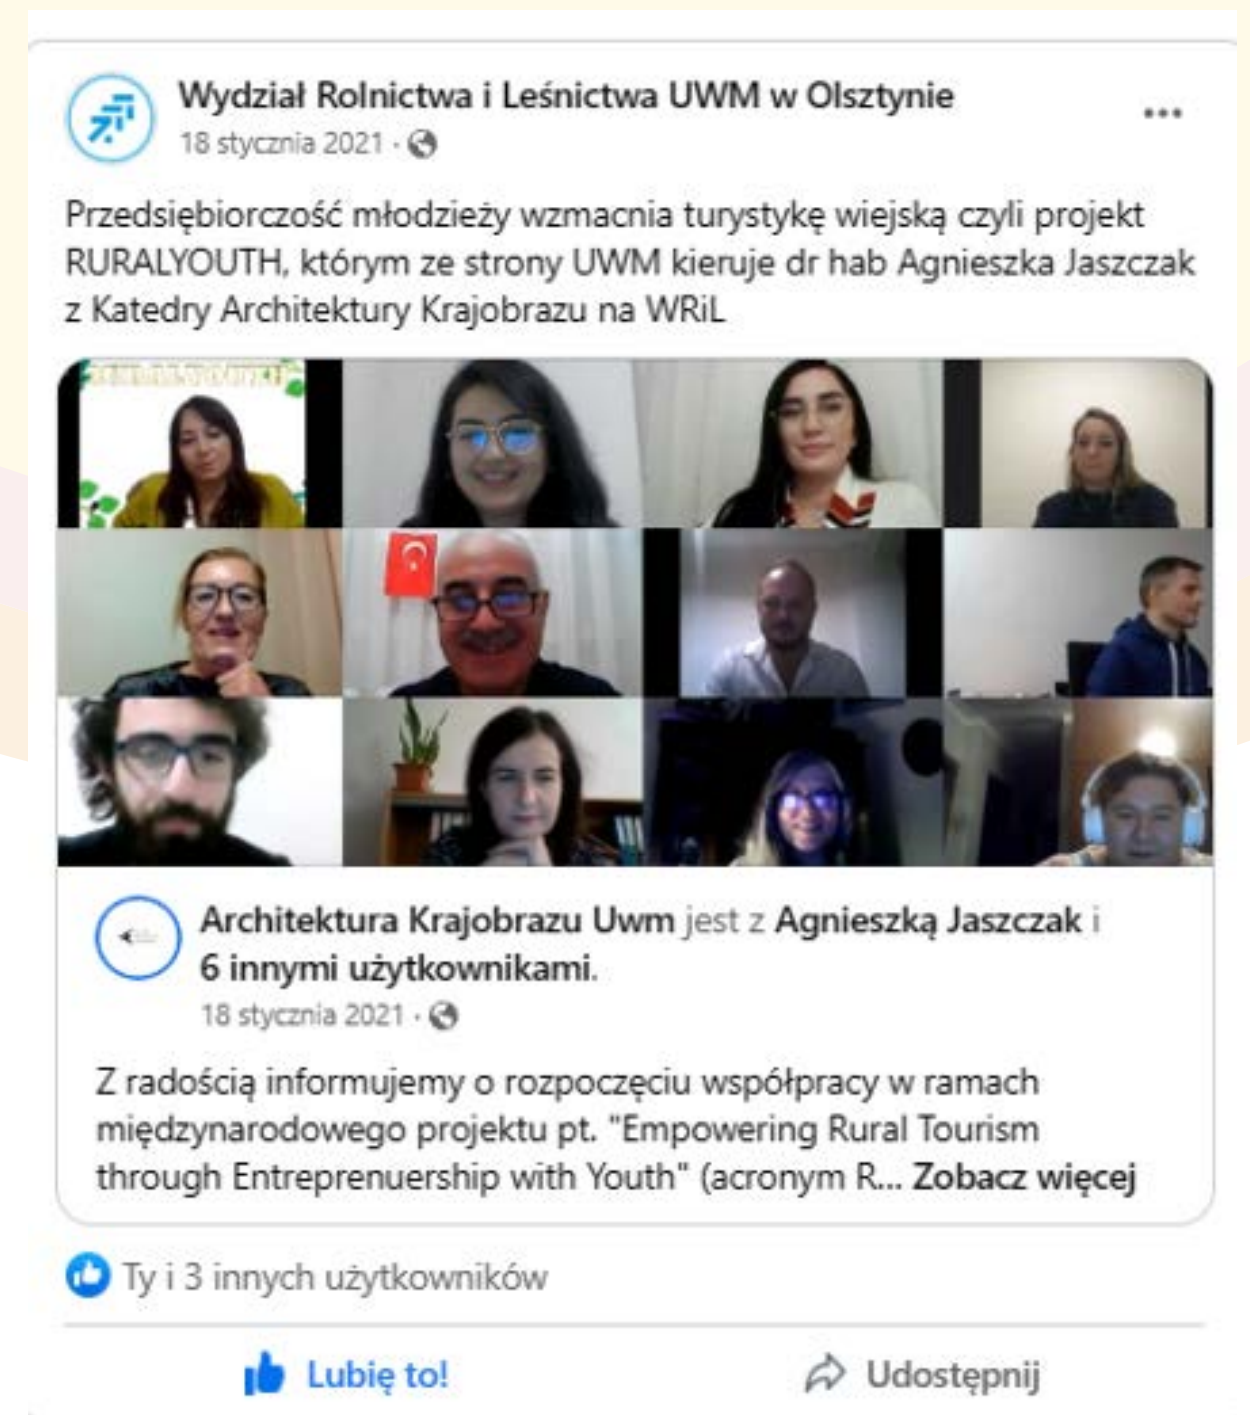 Wydział Rolnictwa i Leśnictwa UWM w Olsztynie
18 stycznia 2021 ·
Przedsiębiorczość młodzieży wzmacnia turystykę wiejską czyli projekt
RURALYOUTH, którym ze strony UWM kieruje dr hab Agnieszka Jaszczak
z Katedry Architektury Krajobrazu na WRiL
Architektura Krajobrazu Uwm jest z Agnieszką Jaszczak i
6 innymi użytkownikami.
18 stycznia 2021 ·
Z radością informujemy o rozpoczęciu współpracy w ramach
międzynarodowego projektu pt. "Empowering Rural Tourism
through Entreprenuership with Youth" (acronym R... Zobacz więcej
Ty i 3 innych użytkowników
Lubię to!
Udostępnij